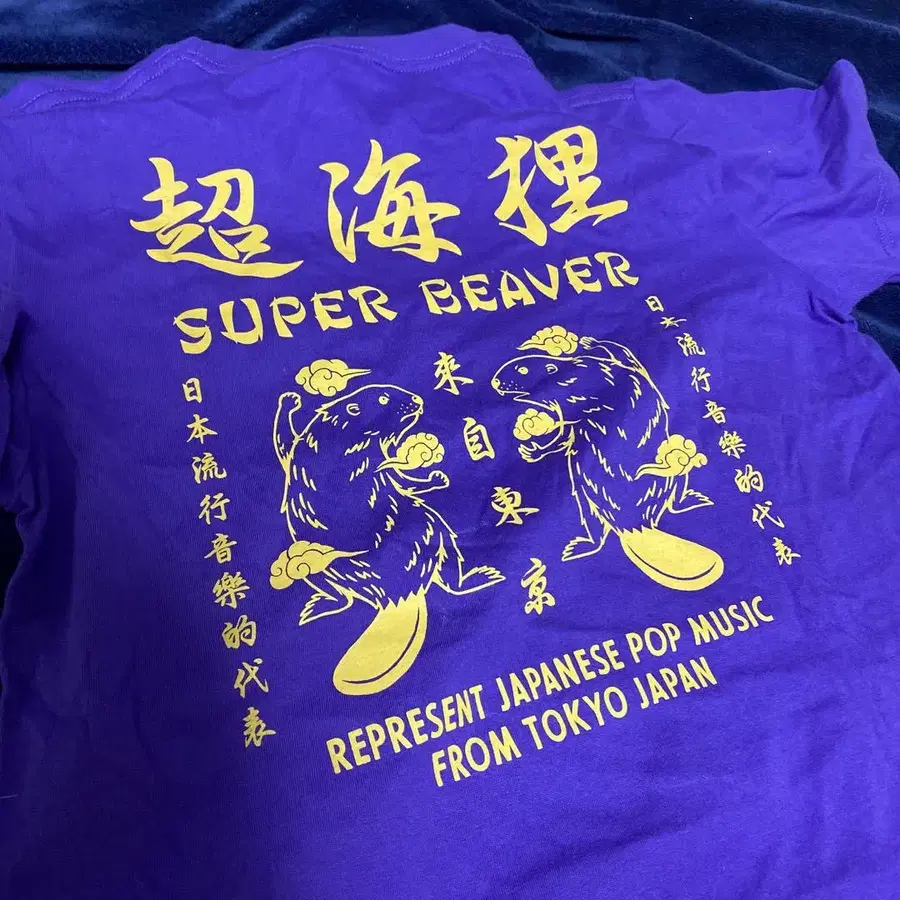 超海狸
SUPER BEAVER
日本流行音樂的代表
來自東京
日本流行音樂的代表
REPRESENT JAPANESE POP MUSIC
FROM TOKYO JAPAN